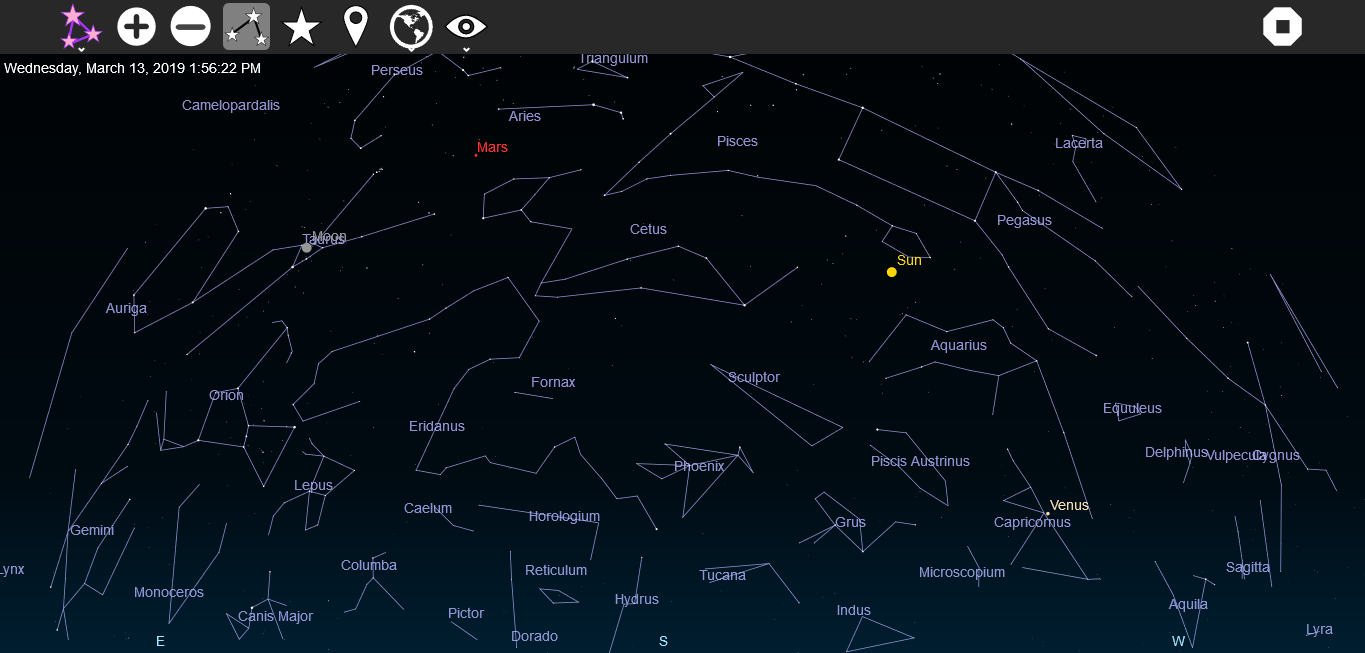 Wednesday, March 13, 2019 1:56:22 PM
Triangulum
Perseus
Camelopardalis
Aries
Pisces
Lacerta
Mars
Pegasus
Cetus
Moon
Taurus
Sun
Auriga
Aquarius
Sculptor
Fornax
Orion
Equuleus
Eridanus
Delphinus
Vulpecula
Cygnus
Piscis Austrinus
Phoenix
Lepus
Venus
Caelum
Horologium
Grus
Capricornus
Gemini
Columba
Sagitta
Lynx
Reticulum
Tucana
Microscopium
Monoceros
Hydrus
Aquila
Indus
Pictor
Canis Major
Lyra
Dorado
E
S
W